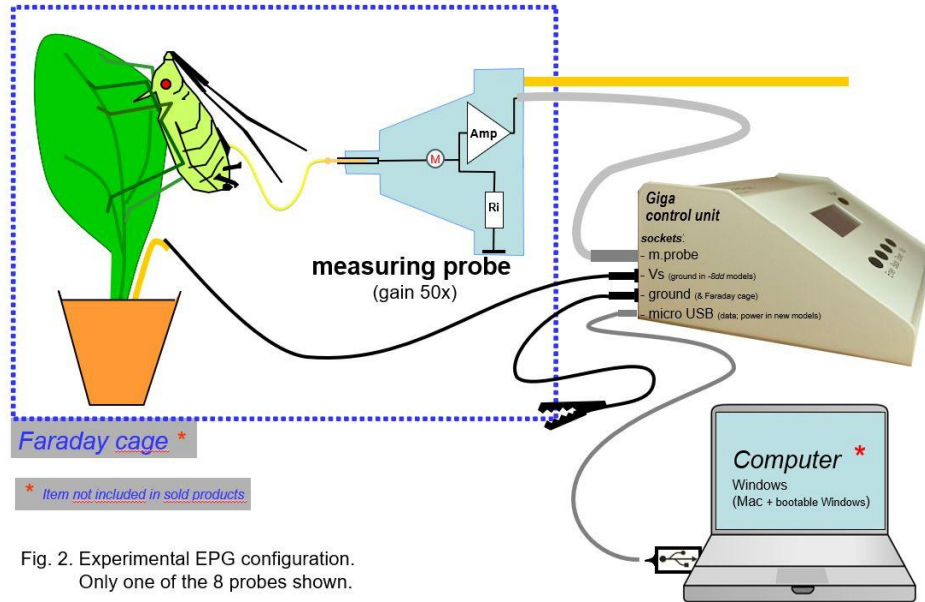 Amp
M
Ri
measuring probe
(gain 50x)
Giga
control unit
sockets:
- m.probe
- Vs (ground in -8dd models)
- ground (& Faraday cage)
- micro USB (data; power in new models)
Faraday cage *
* Item not included in sold products
Computer *
Windows
(Mac + bootable Windows)
Fig. 2. Experimental EPG configuration.
Only one of the 8 probes shown.